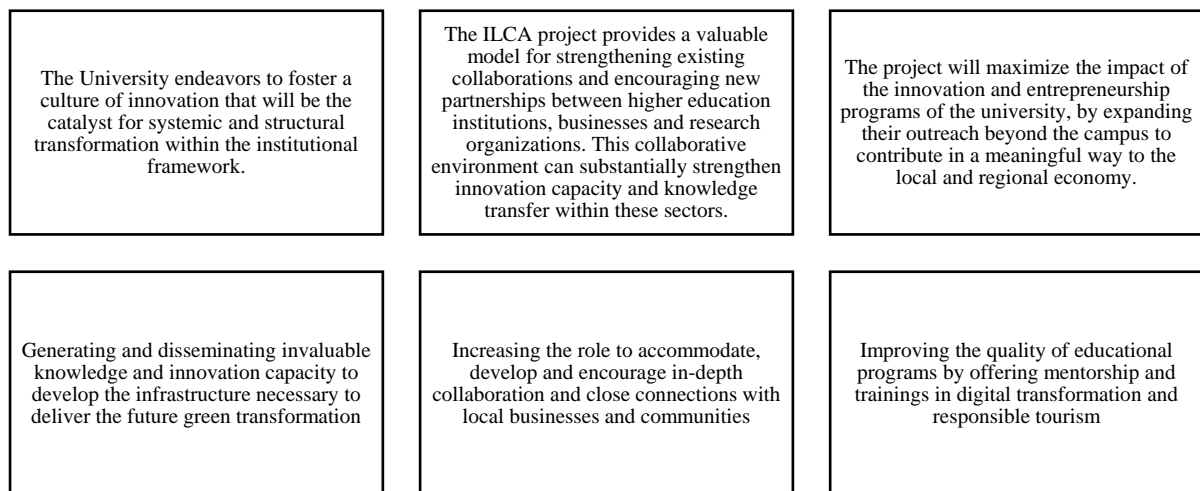 The University endeavors to foster a
culture of innovation that will be the
catalyst for systemic and structural
transformation within the institutional
framework.
The ILCA project provides a valuable
model for strengthening existing
collaborations and encouraging new
partnerships between higher education
institutions, businesses and research
organizations. This collaborative
environment can substantially strengthen
innovation capacity and knowledge
transfer within these sectors.
The project will maximize the impact of
the innovation and entrepreneurship
programs of the university, by expanding
their outreach beyond the campus to
contribute in a meaningful way to the
local and regional economy.
Generating and disseminating invaluable
knowledge and innovation capacity to
develop the infrastructure necessary to
deliver the future green transformation
Increasing the role to accommodate,
develop and encourage in-depth
collaboration and close connections with
local businesses and communities
Improving the quality of educational
programs by offering mentorship and
trainings in digital transformation and
responsible tourism